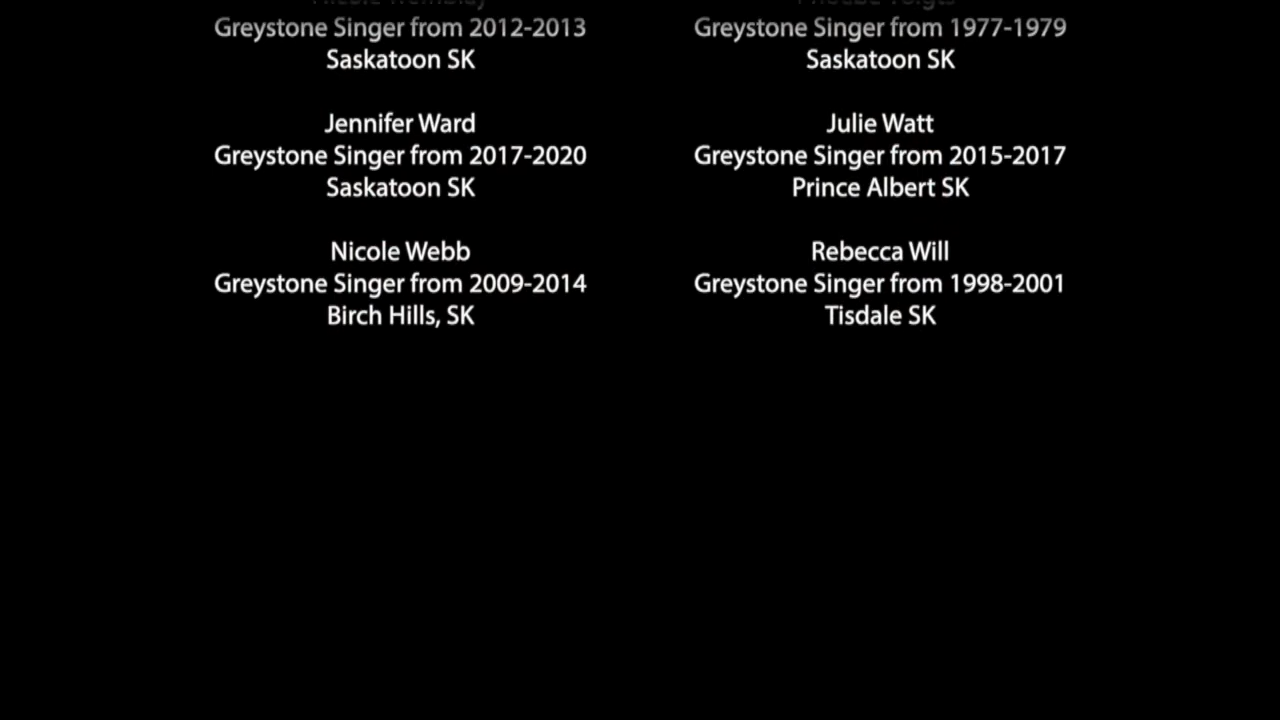 Greystone Singer from 2012-2013
Saskatoon SK
Jennifer Ward
Greystone Singer from 2017-2020
Saskatoon SK
Nicole Webb
Greystone Singer from 2009-2014
Birch Hills, SK
Greystone Singer from 1977-1979
Saskatoon SK
Julie Watt
Greystone Singer from 2015-2017
Prince Albert SK
Rebecca Will
Greystone Singer from 1998-2001
Tisdale SK